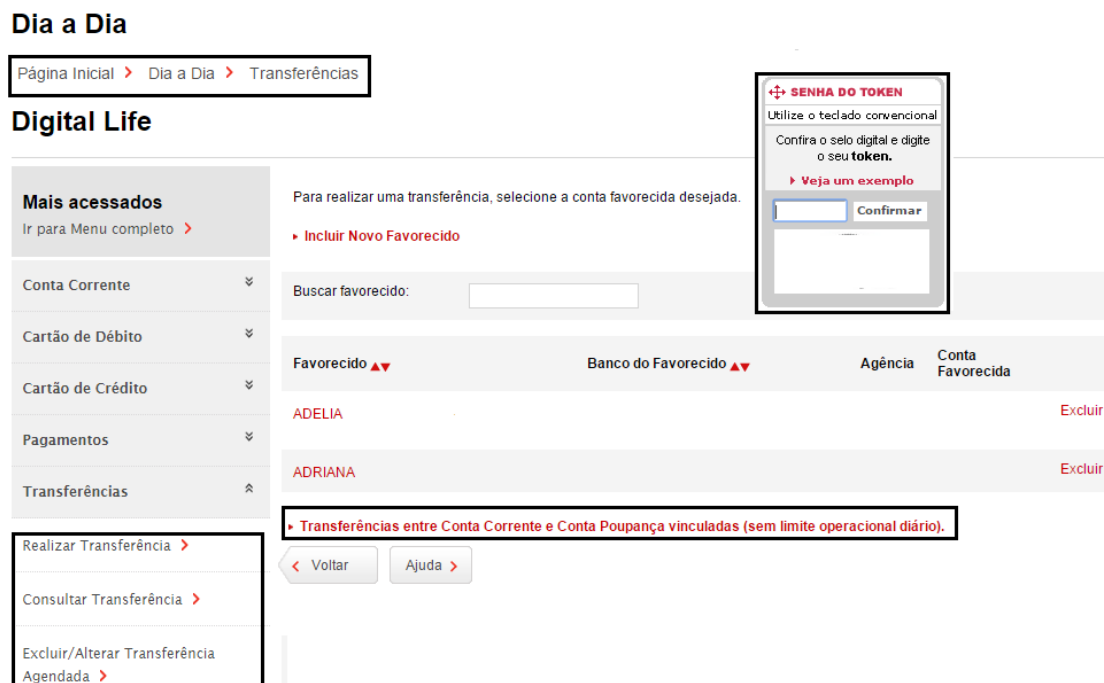 Dia a Dia
Página Inicial > Dia a Dia > Transferências
Digital Life
SENHA DO TOKEN
Utilize o teclado convencional
Confira o selo digital e digite
o seu token.
Veja um exemplo
Confirmar
Mais acessados
Ir para Menu completo >
Conta Corrente
Cartão de Débito
Cartão de Crédito
Pagamentos
Transferências
Realizar Transferência >
Consultar Transferência >
Excluir/Alterar Transferência
Agendada >
Para realizar uma transferência, selecione a conta favorecida desejada.
Incluir Novo Favorecido
Buscar favorecido:
Favorecido Banco do Favorecido Agência Conta
Favorecida
ADELIA Excluir
ADRIANA Excluir
Transferências entre Conta Corrente e Conta Poupança vinculadas (sem limite operacional diário).
< Voltar Ajuda >